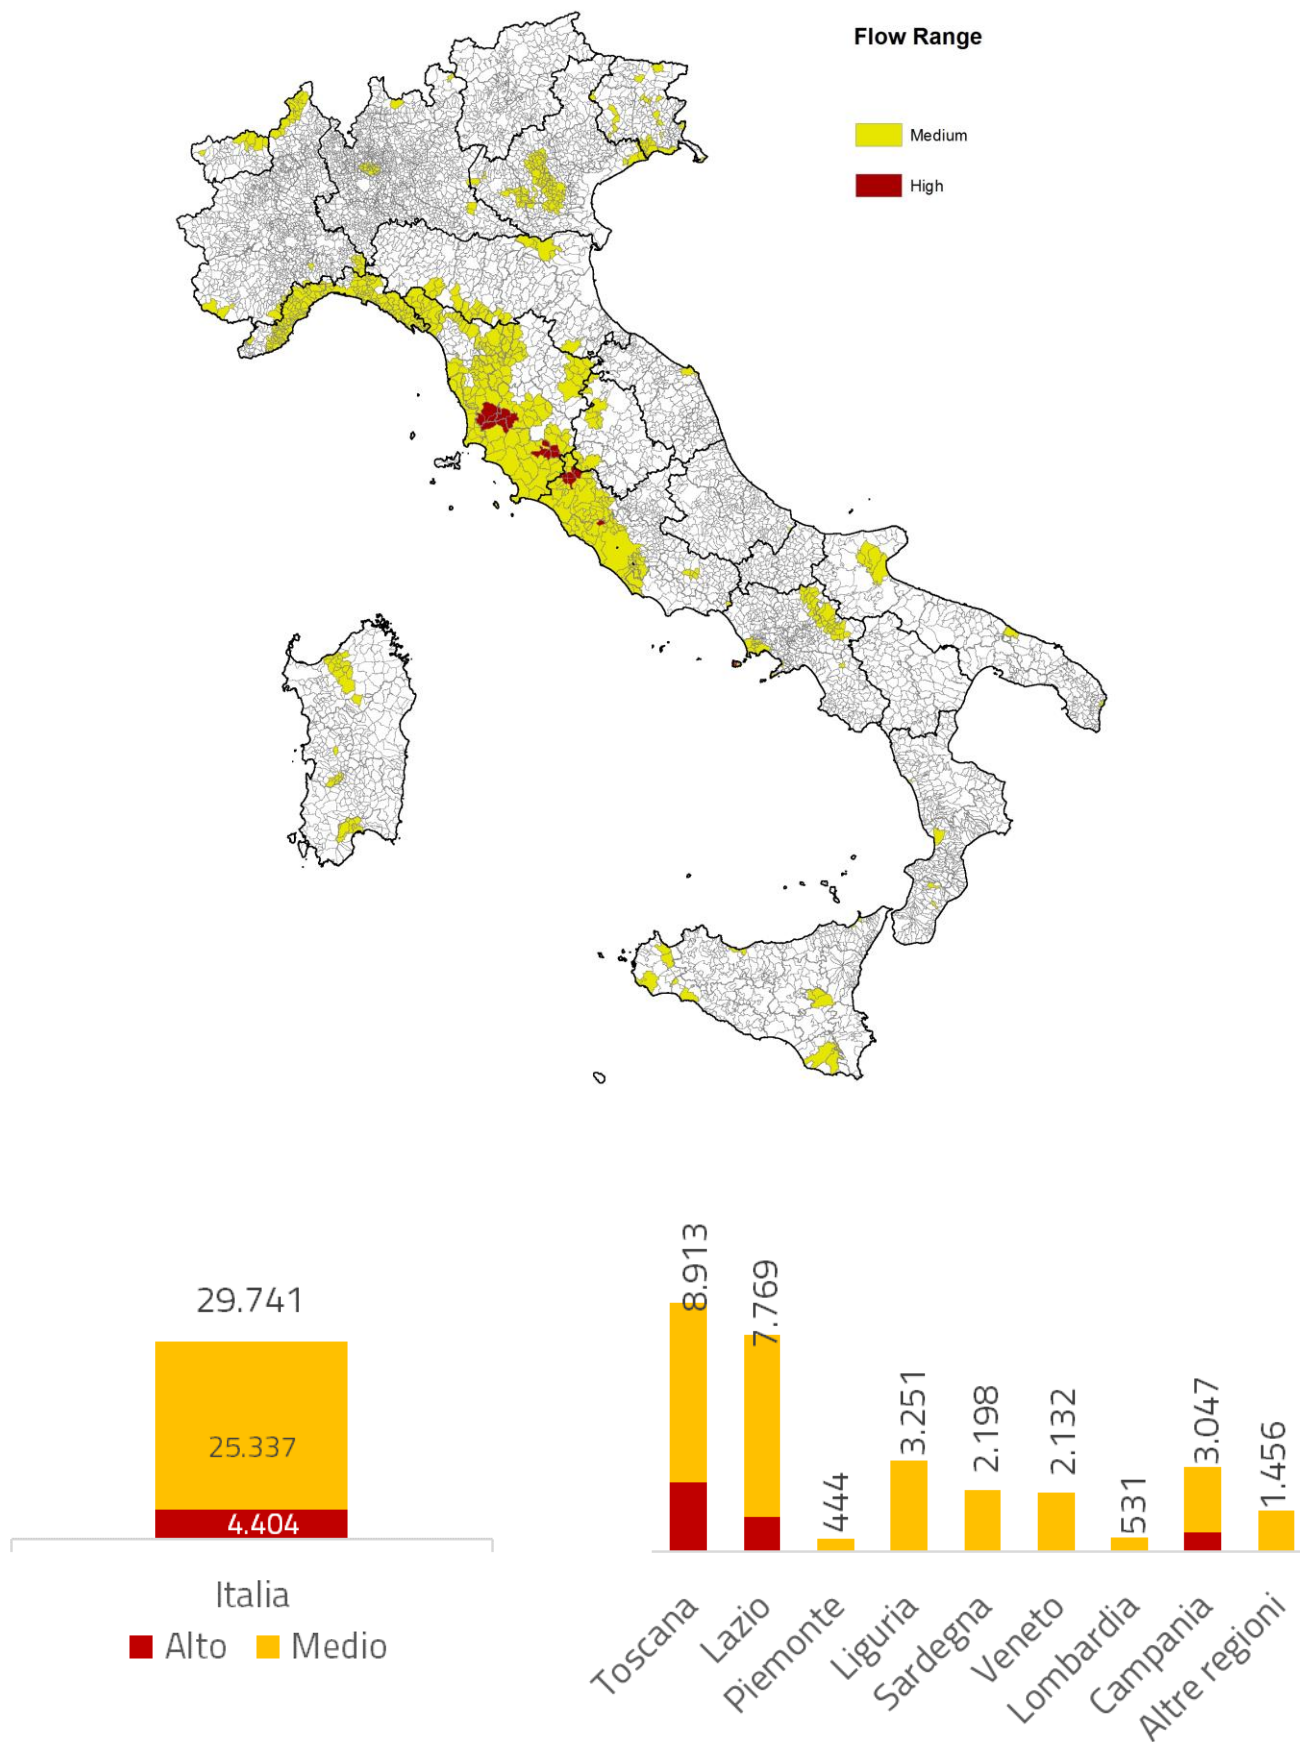 Flow Range
Medium
High
29.741
25.337
4.404
Italia
Alto Medio
8.913
7.769
444
3.251
2.198
2.132
531
3.047
1.456
Toscana
Lazio
Piemonte
Liguria
Sardegna
Veneto
Lombardia
Campania
Altre regioni